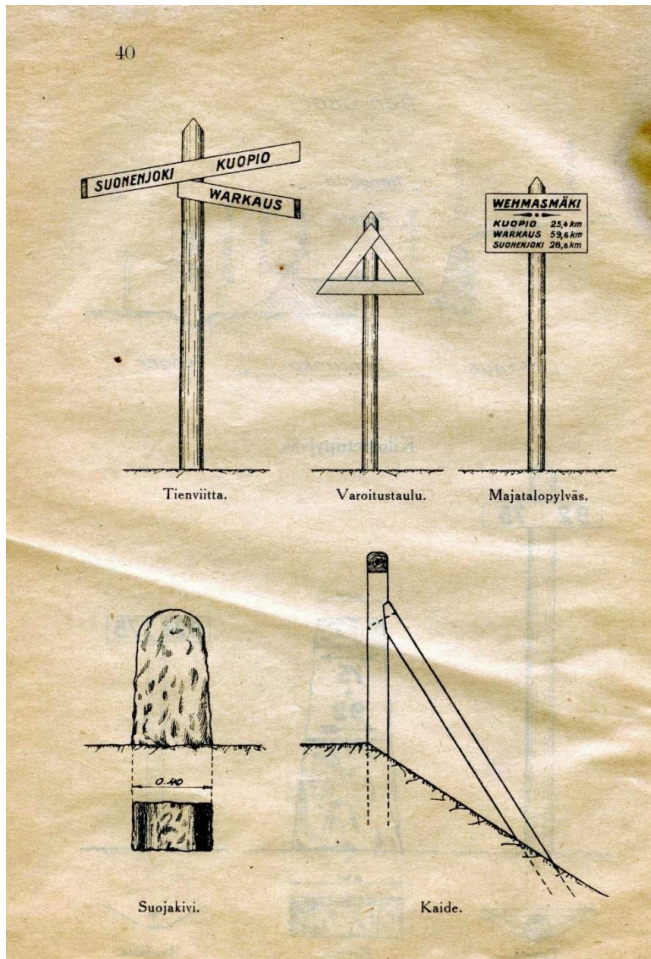 40
SUONENJOKI KUOPIO
WARKAUS
WEHMASMÄKI
KUOPIO 25,4 km
WARKAUS 59,6 km
SUONENJOKI 28,5 km
Tienviitta.
Varoitustaulu.
Majatalopylväs.
0.40
Suojakivi.
Kaide.